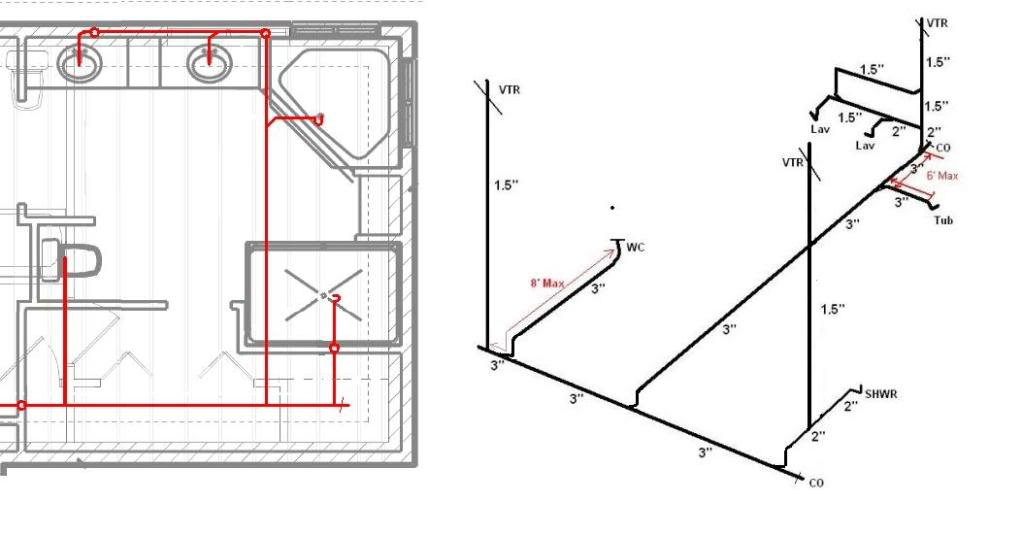 VTR
1.5"
1.5"
VTR
1.5"
1.5"
Lav
2"
2"
Lav
CO
VTR
3"
6' Max
3"
1.5"
Tub
3"
WC
8' Max
3"
1.5"
3"
3"
3"
SHWR
2"
2"
3"
CO